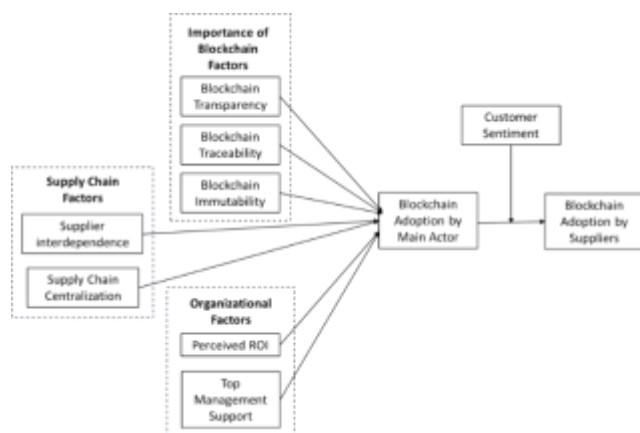 Importance of
Blockchain
Factors
Blockchain
Transparency
Blockchain
Traceability
Blockchain
Immutability
Supply Chain
Factors
Supplier
interdependence
Supply Chain
Centralization
Organizational
Factors
Perceived ROI
Top
Management
Support
Blockchain
Adoption by
Main Actor
Customer
Sentiment
Blockchain
Adoption by
Suppliers